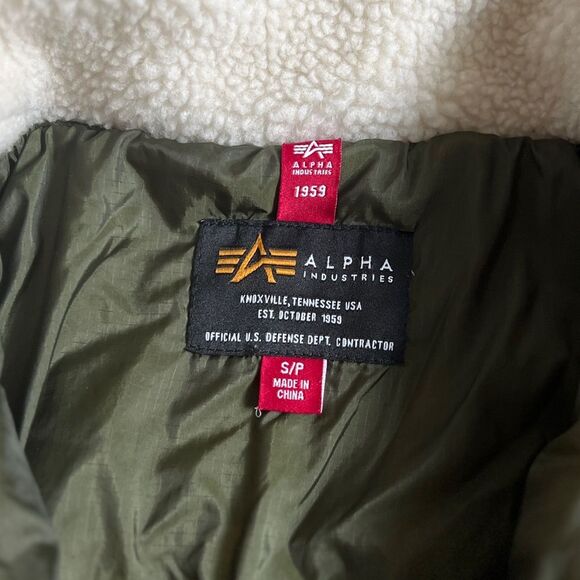 ALPHA
INDUSTRIES
1959
ALPHA
INDUSTRIES
KNOXVILLE, TENNESSEE USA
EST. OCTOBER 1959
OFFICIAL U.S. DEFENSE DEPT. CONTRACTOR
S/P
MADE IN
CHINA